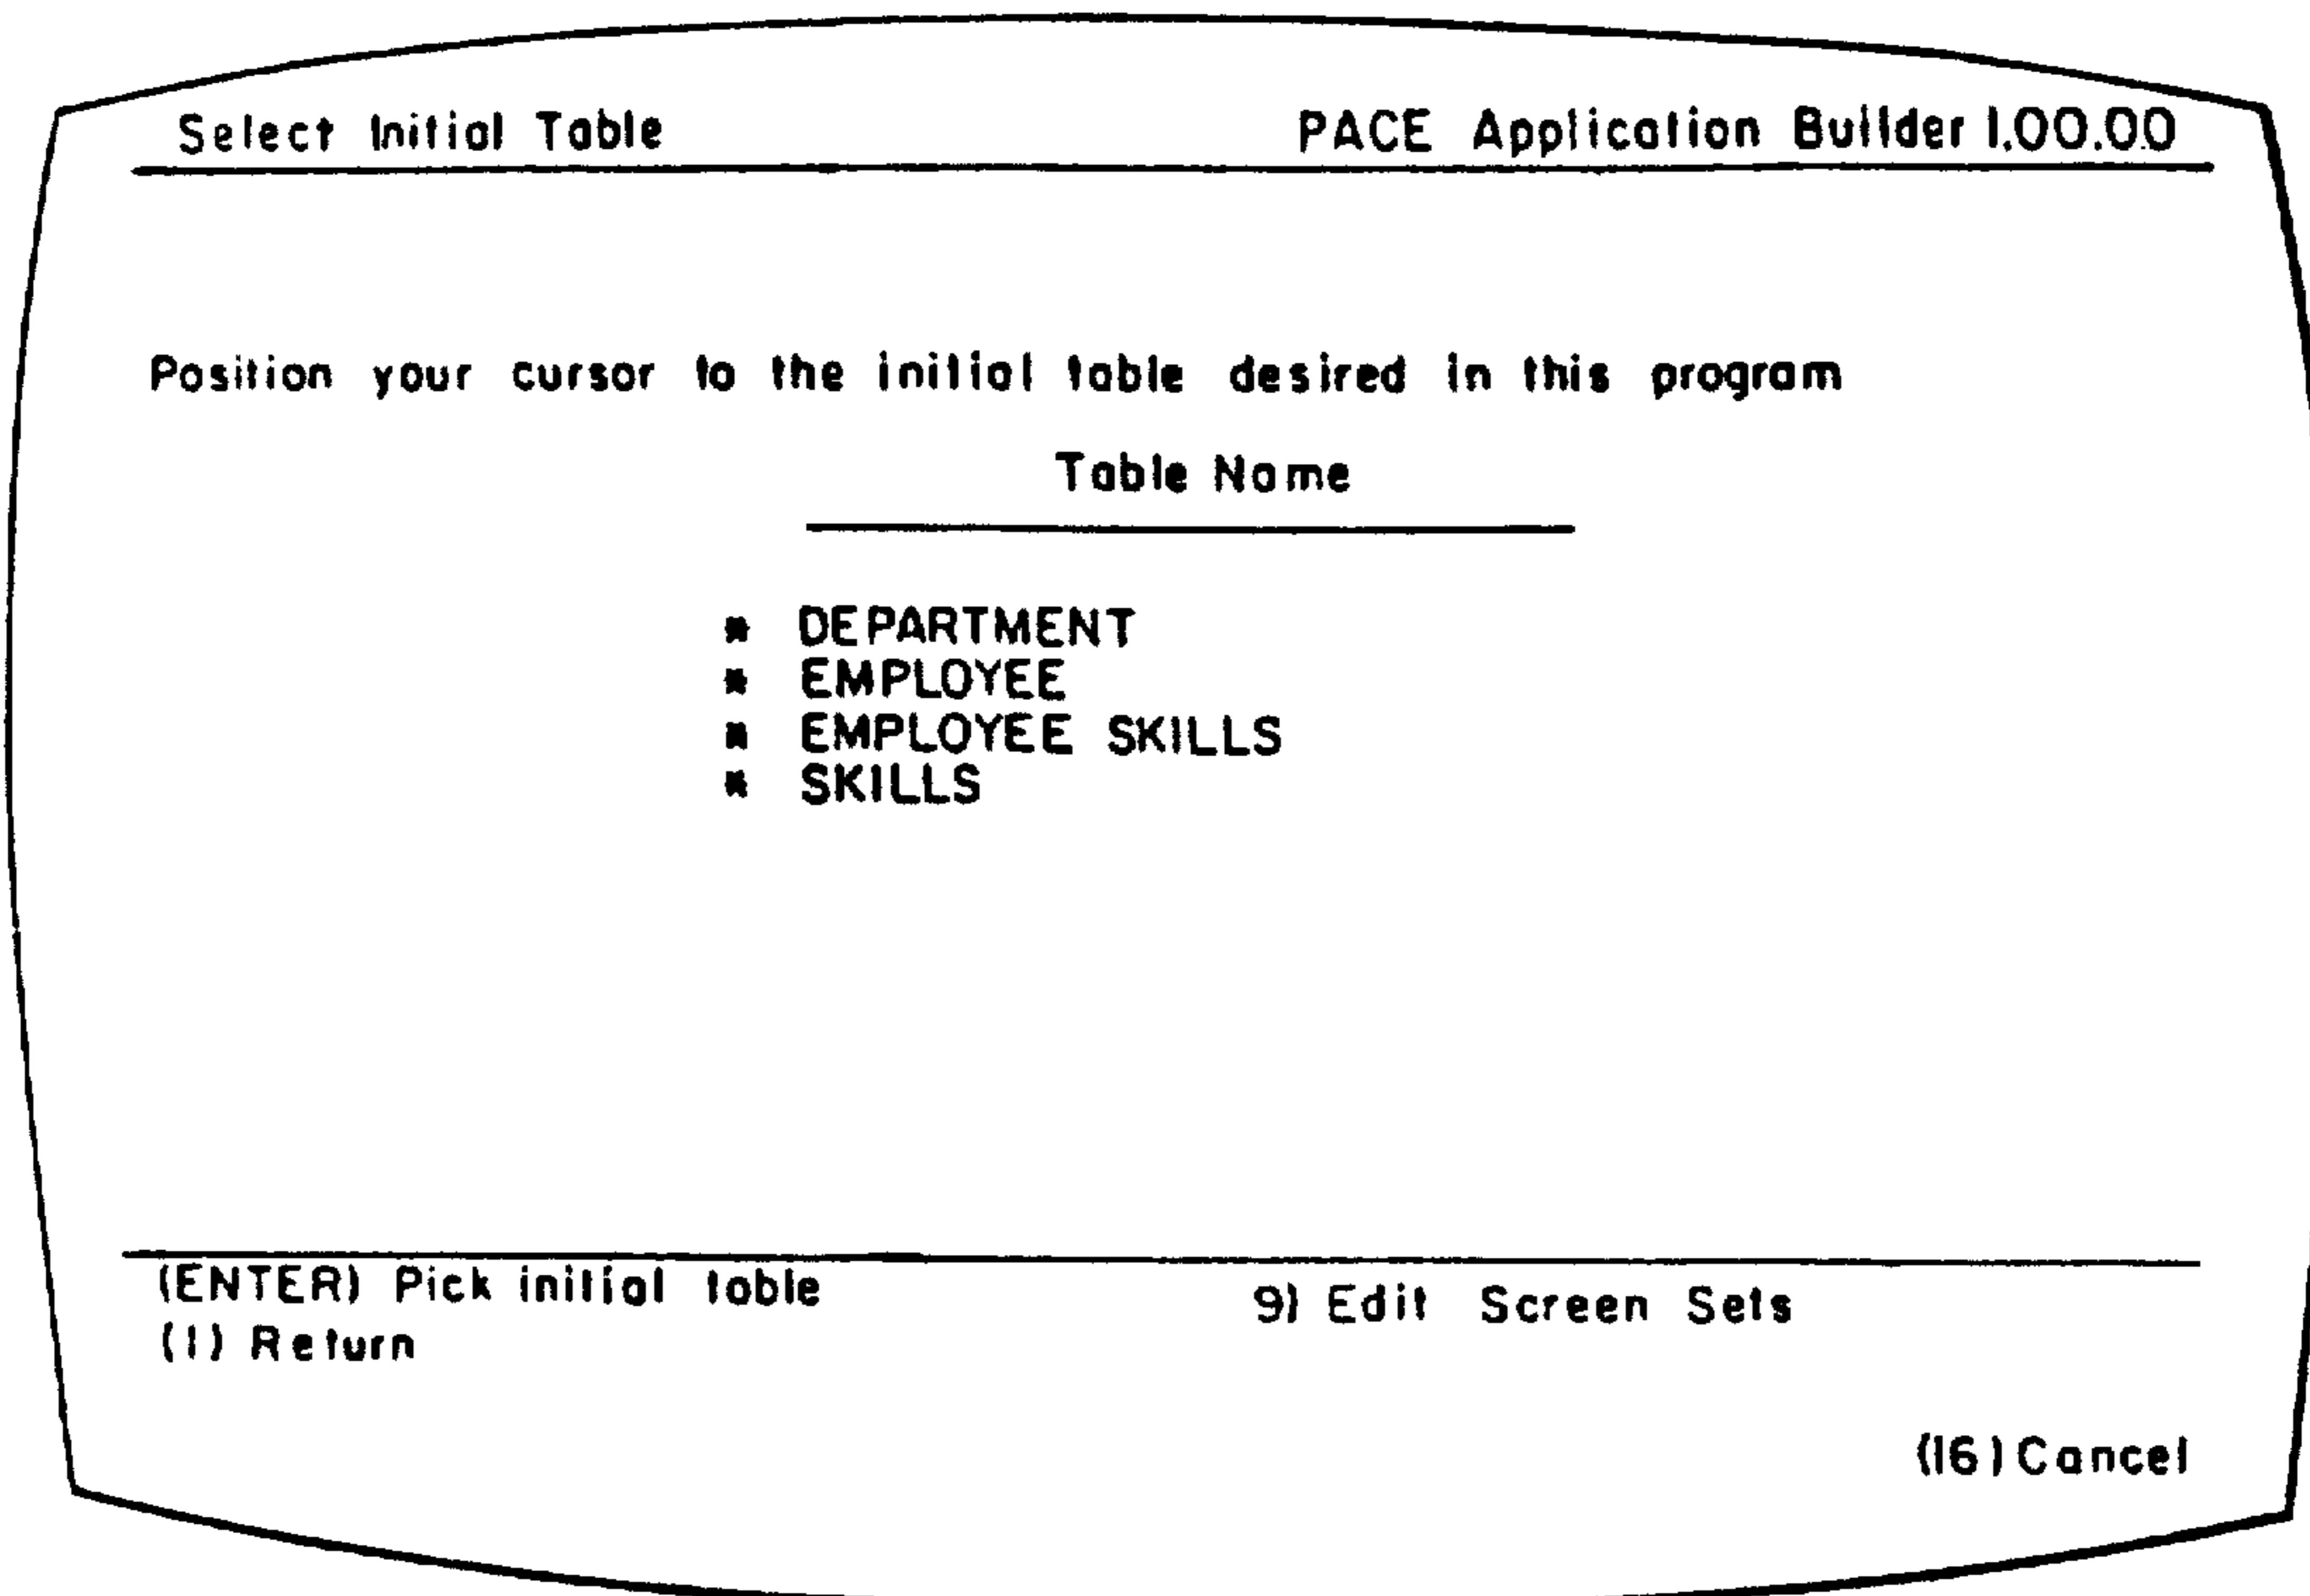 Select Initial Table PACE Application Builder 1.00.00
Position your cursor to the initial table desired in this program
Table Name
* DEPARTMENT
* EMPLOYEE
* EMPLOYEE SKILLS
* SKILLS
(ENTER) Pick initial table 9) Edit Screen Sets
(1) Return
(16) Cancel